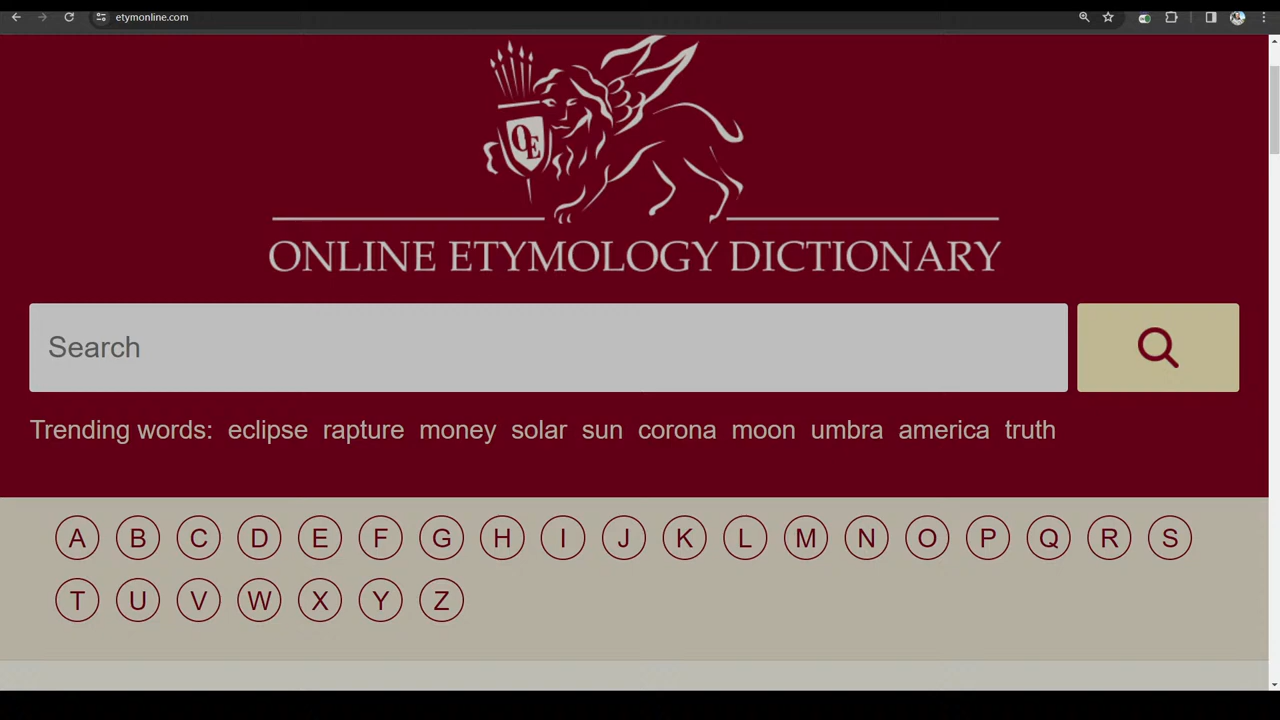 etymonline.com
OE
ONLINE ETYMOLOGY DICTIONARY
Search
Trending words: eclipse rapture money solar sun corona moon umbra america truth
A B C D E F G H I J K L M N O P Q R S
T U V W X Y Z